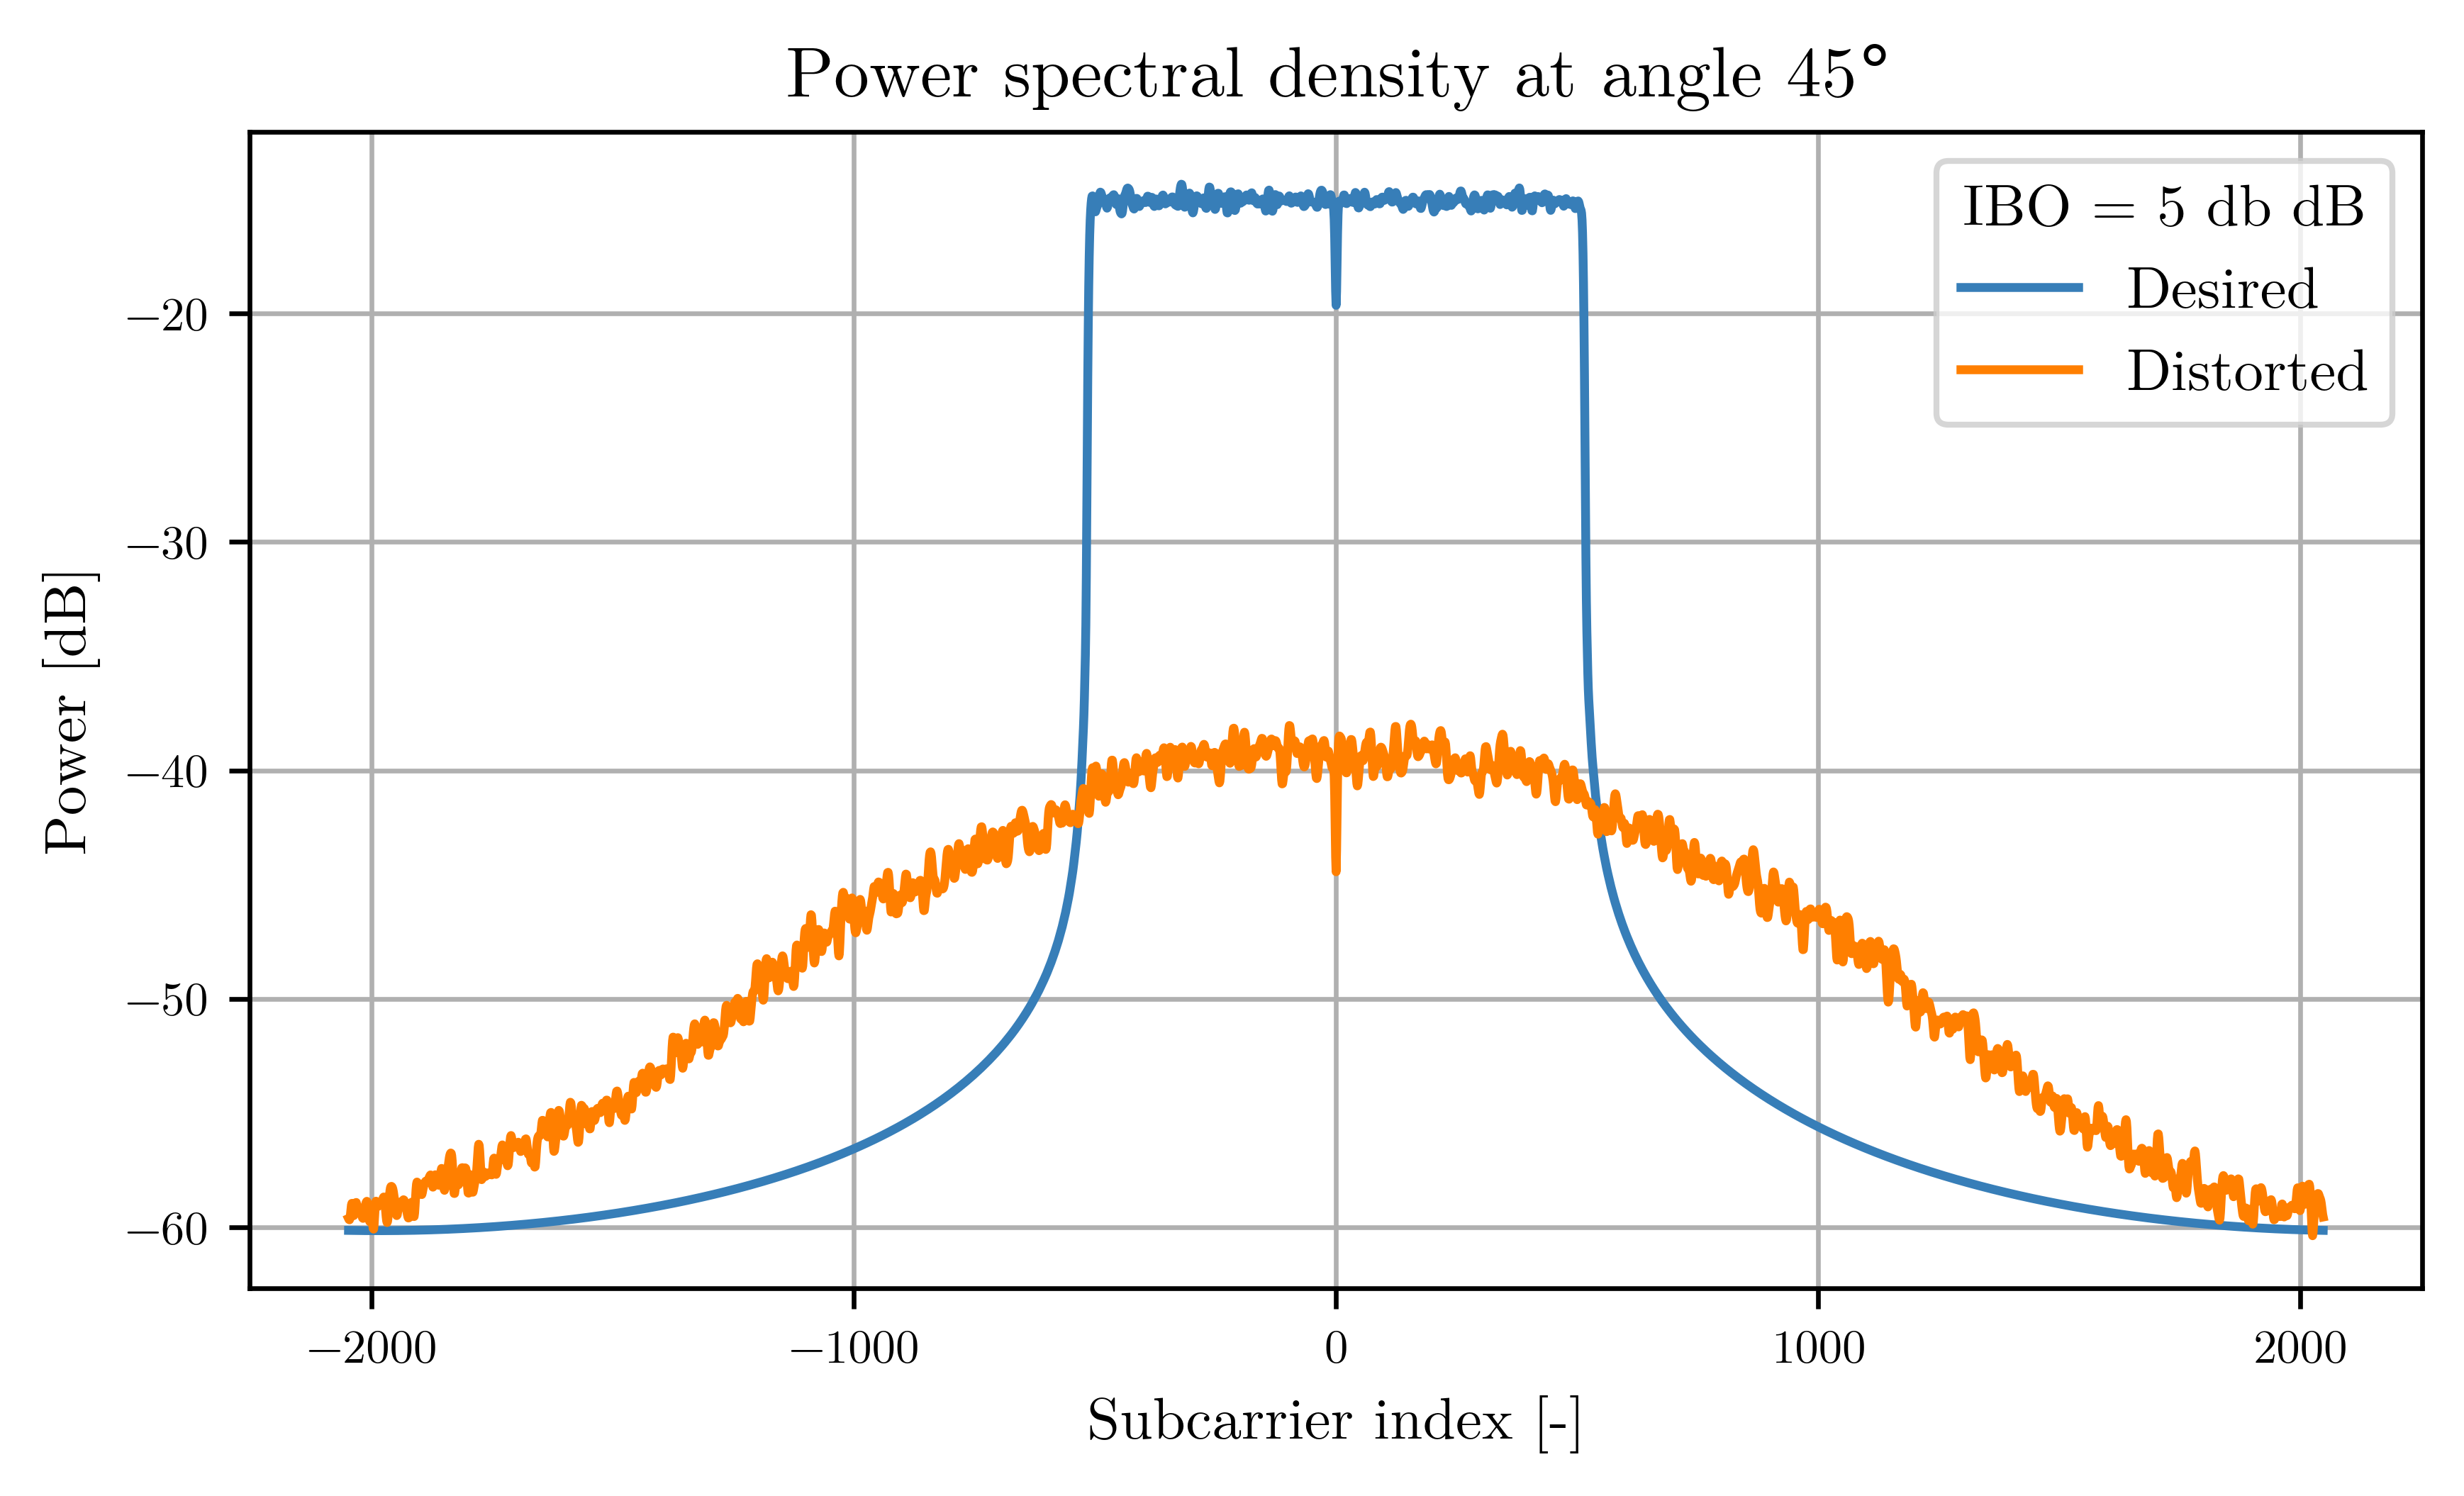 Power spectral density at angle 45°
IBO = 5 db dB
Desired
Distorted
Power [dB]
−20
−30
−40
−50
−60
−2000
−1000
0
1000
2000
Subcarrier index [-]